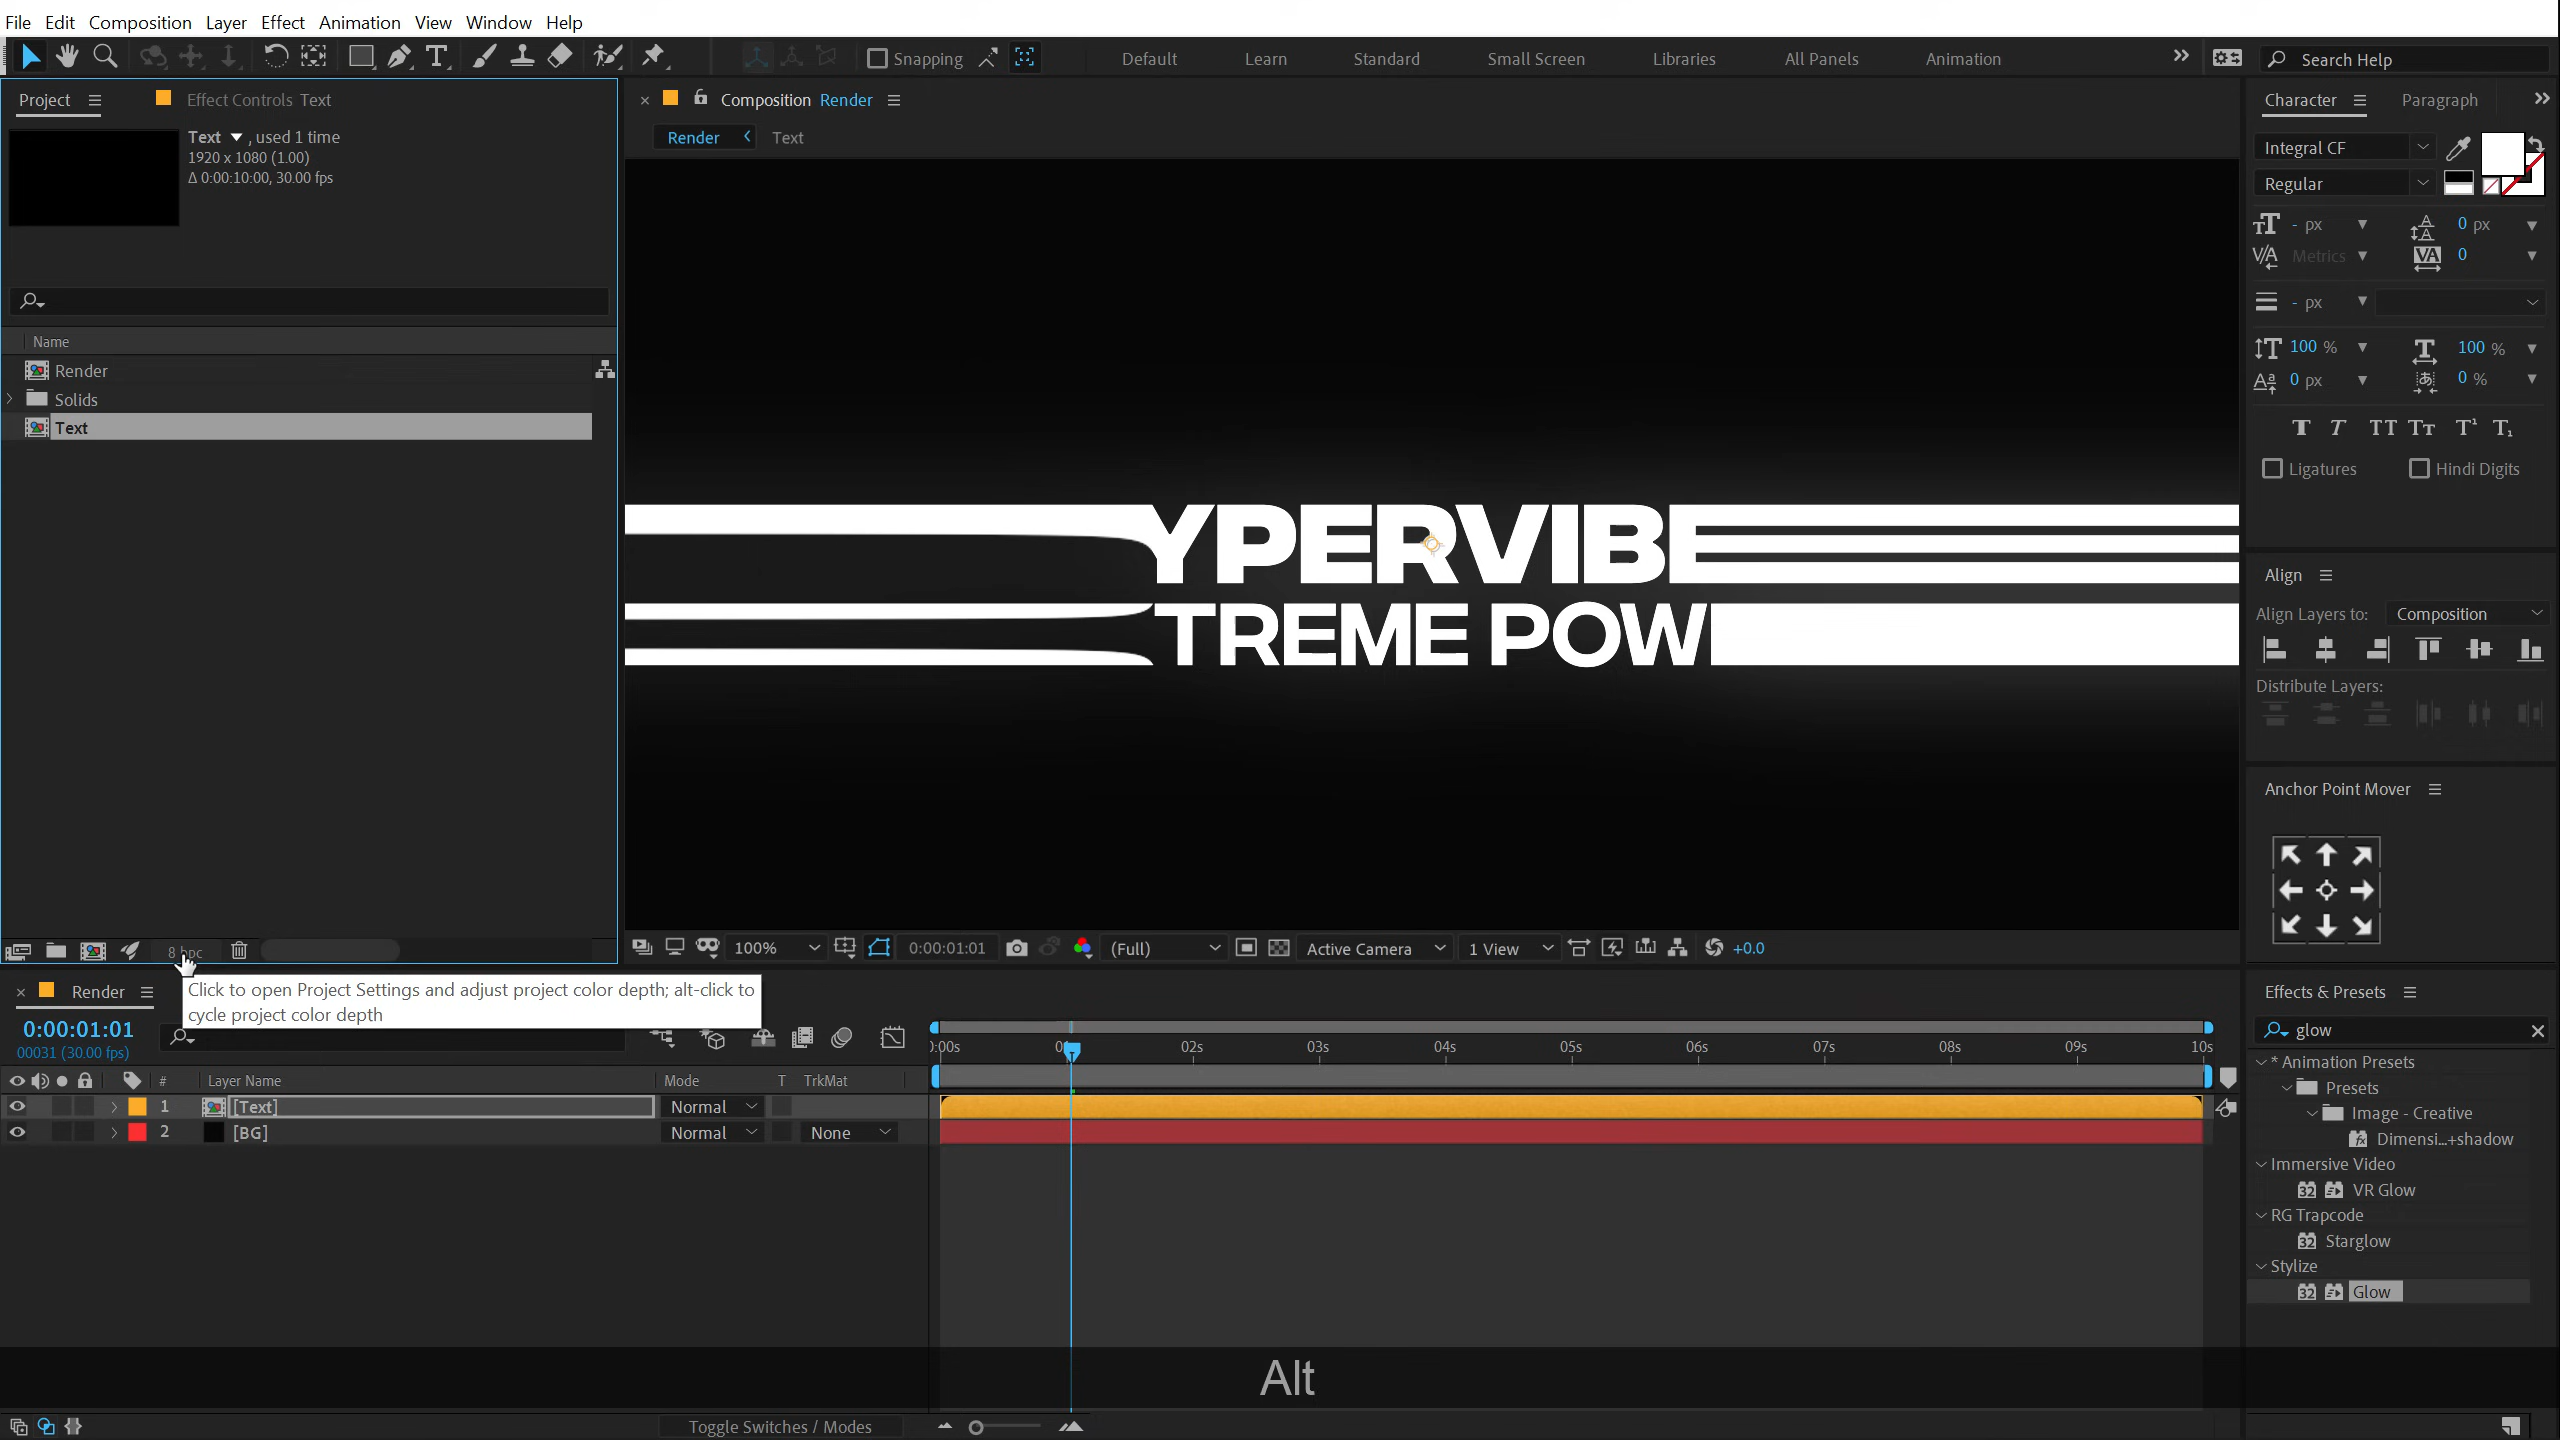 File Edit Composition Layer Effect Animation View Window Help
Snapping Default Learn Standard Small Screen Libraries All Panels Animation Search Help
Project Effect Controls Text
Text , used 1 time
1920 x 1080 (1.00)
Δ 0:00:10:00, 30.00 fps
Name
Render
Solids
Text
8 bpc
Click to open Project Settings and adjust project color depth; alt-click to
cycle project color depth
Composition Render
Render Text
YPERVIBE
TREME POW
100% 0:00:01:01 (Full) Active Camera 1 View +0.0
Character Paragraph
Integral CF
Regular
- px 0 px
Metrics 0
- px
100 % 100 %
0 px 0 %
Ligatures Hindi Digits
Align
Align Layers to: Composition
Distribute Layers:
Anchor Point Mover
Render
0:00:01:01
00031 (30.00 fps)
# Layer Name Mode T TrkMat
1 [Text] Normal
2 [BG] Normal None
02s 03s 04s 05s 06s 07s 08s 09s 10s
Effects & Presets
glow
* Animation Presets
Presets
Image - Creative
Dimensi...+shadow
Immersive Video
32 VR Glow
RG Trapcode
32 Starglow
Stylize
32 Glow
Alt
Toggle Switches / Modes